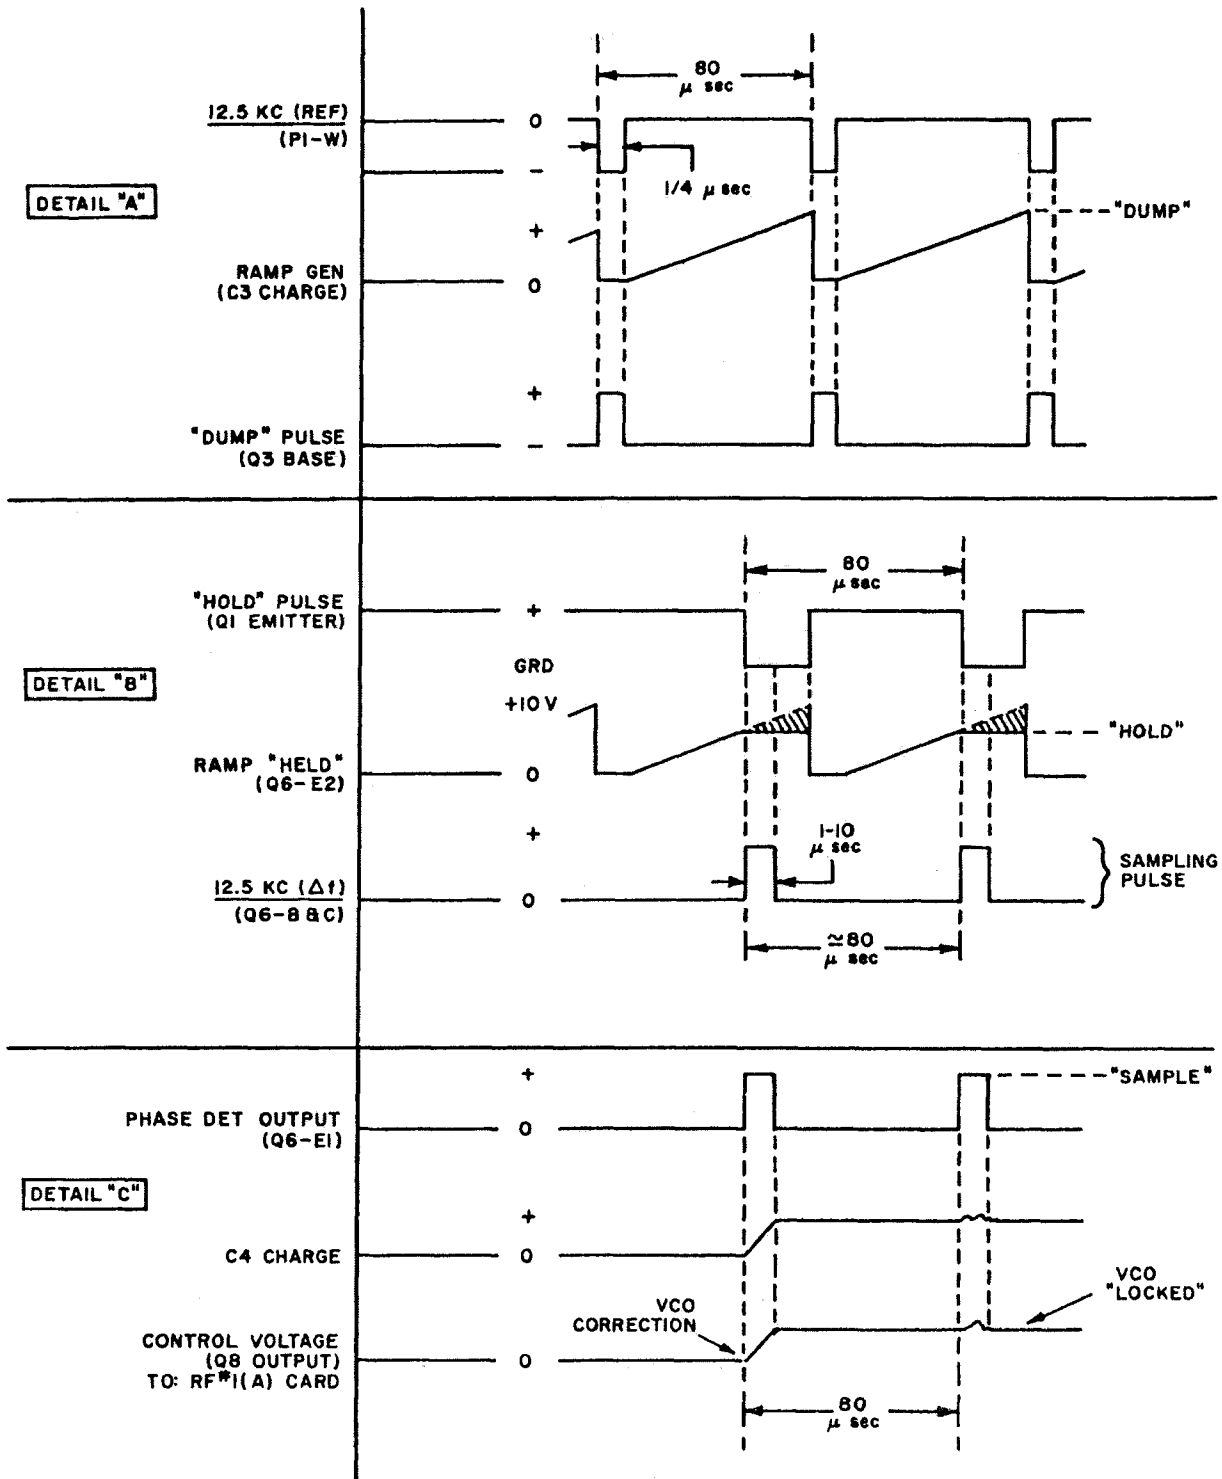 80
μ sec
12.5 KC (REF)
(P1-W)
0
-
1/4 μ sec
DETAIL "A"
"DUMP"
+
RAMP GEN
(C3 CHARGE)
0
+
"DUMP" PULSE
(Q3 BASE)
-
80
μ sec
"HOLD" PULSE
(Q1 EMITTER)
+
GRD
DETAIL "B"
+10 V
"HOLD"
RAMP "HELD"
(Q6-E2)
0
+
1-10
μ sec
SAMPLING
PULSE
12.5 KC (Δf)
(Q6-B & C)
0
≃80
μ sec
+
"SAMPLE"
PHASE DET OUTPUT
(Q6-E1)
0
DETAIL "C"
+
C4 CHARGE
0
VCO
"LOCKED"
VCO
CORRECTION
CONTROL VOLTAGE
(Q8 OUTPUT)
TO: RF#1(A) CARD
0
80
μ sec